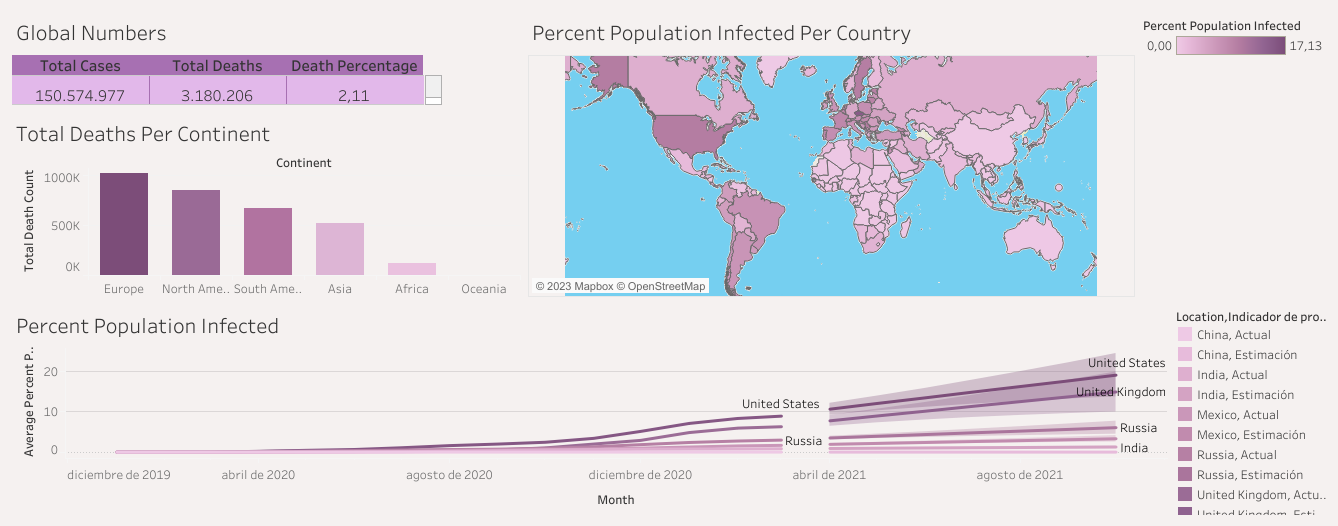 Global Numbers
Total Cases Total Deaths Death Percentage
150.574.977 3.180.206 2,11
Total Deaths Per Continent
Continent
Total Death Count
1000K
500K
0K
Europe North Ame.. South Ame.. Asia Africa Oceania
Percent Population Infected Per Country
© 2023 Mapbox © OpenStreetMap
Percent Population Infected
0,00 17,13
Percent Population Infected
Average Percent P..
20
10
0
United States
Russia
United States
United Kingdom
Russia
India
diciembre de 2019 abril de 2020 agosto de 2020 diciembre de 2020 abril de 2021 agosto de 2021
Month
Location,Indicador de pro..
China, Actual
China, Estimación
India, Actual
India, Estimación
Mexico, Actual
Mexico, Estimación
Russia, Actual
Russia, Estimación
United Kingdom, Actu..
United Kingdom, Esti..